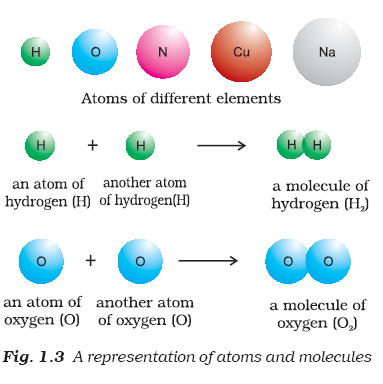 H O N Cu Na
Atoms of different elements
H + H → H H
an atom of another atom a molecule of
hydrogen (H) of hydrogen(H) hydrogen (H₂)
O + O → O O
an atom of another atom a molecule of
oxygen (O) of oxygen (O) oxygen (O₂)
Fig. 1.3 A representation of atoms and molecules